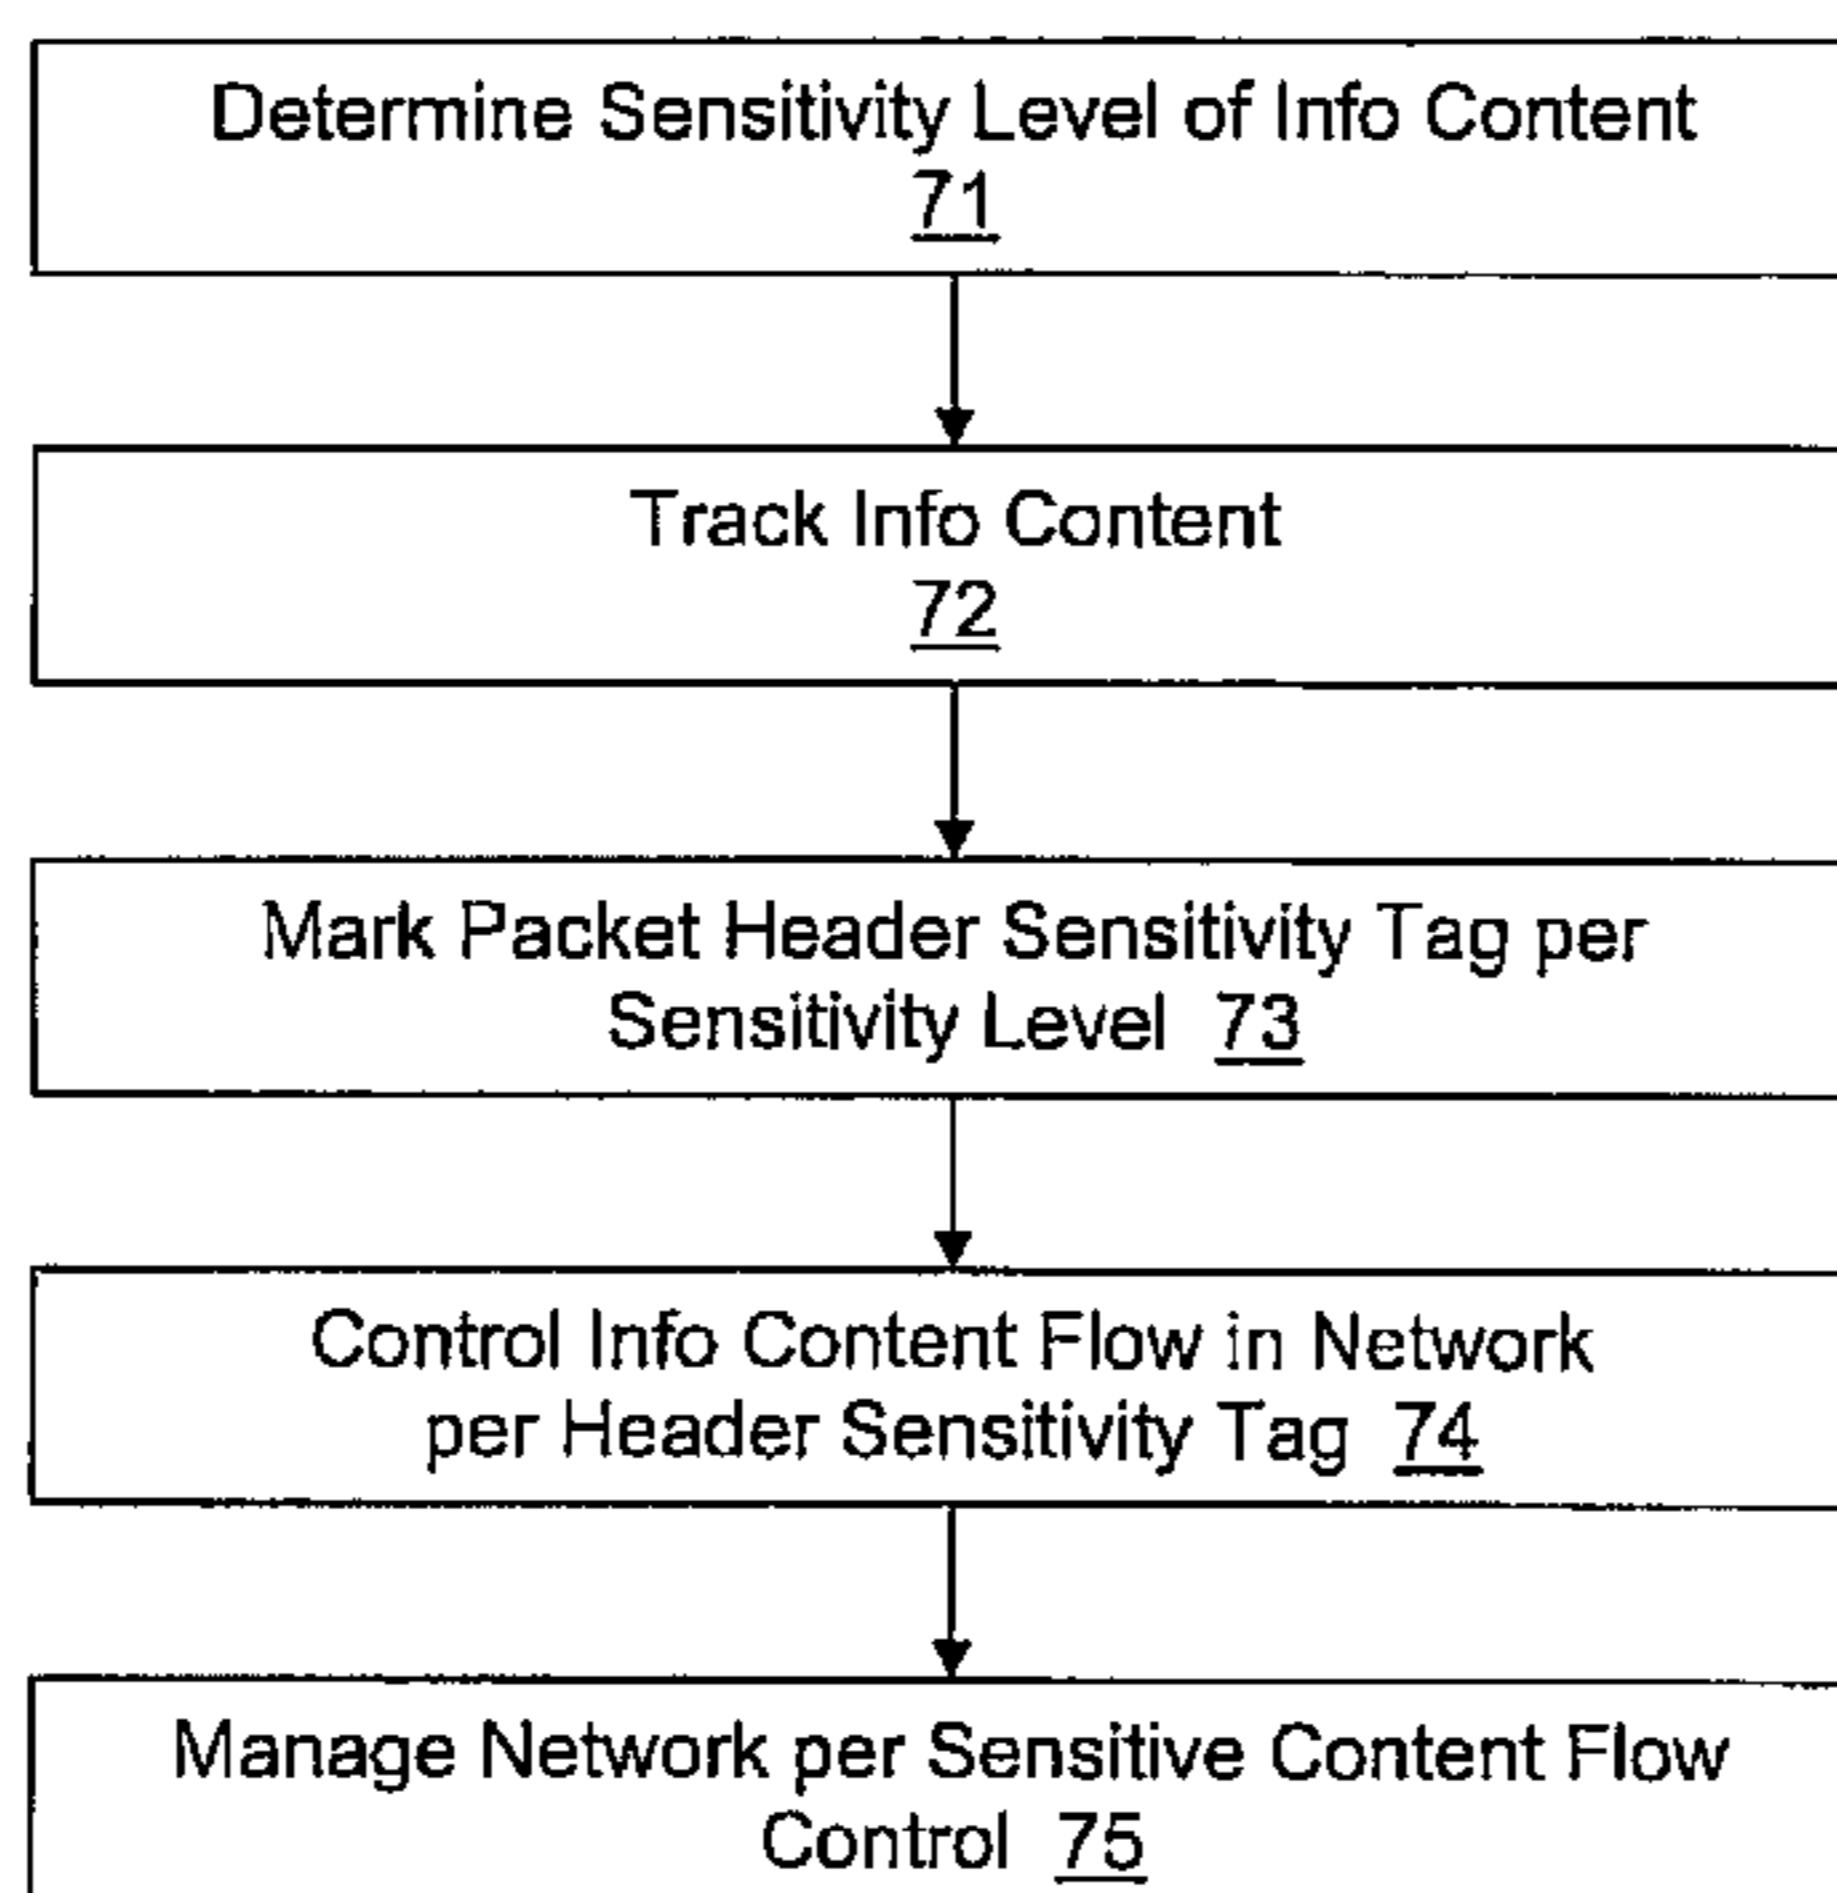 Determine Sensitivity Level of Info Content
71
Track Info Content
72
Mark Packet Header Sensitivity Tag per
Sensitivity Level 73
Control Info Content Flow in Network
per Header Sensitivity Tag 74
Manage Network per Sensitive Content Flow
Control 75